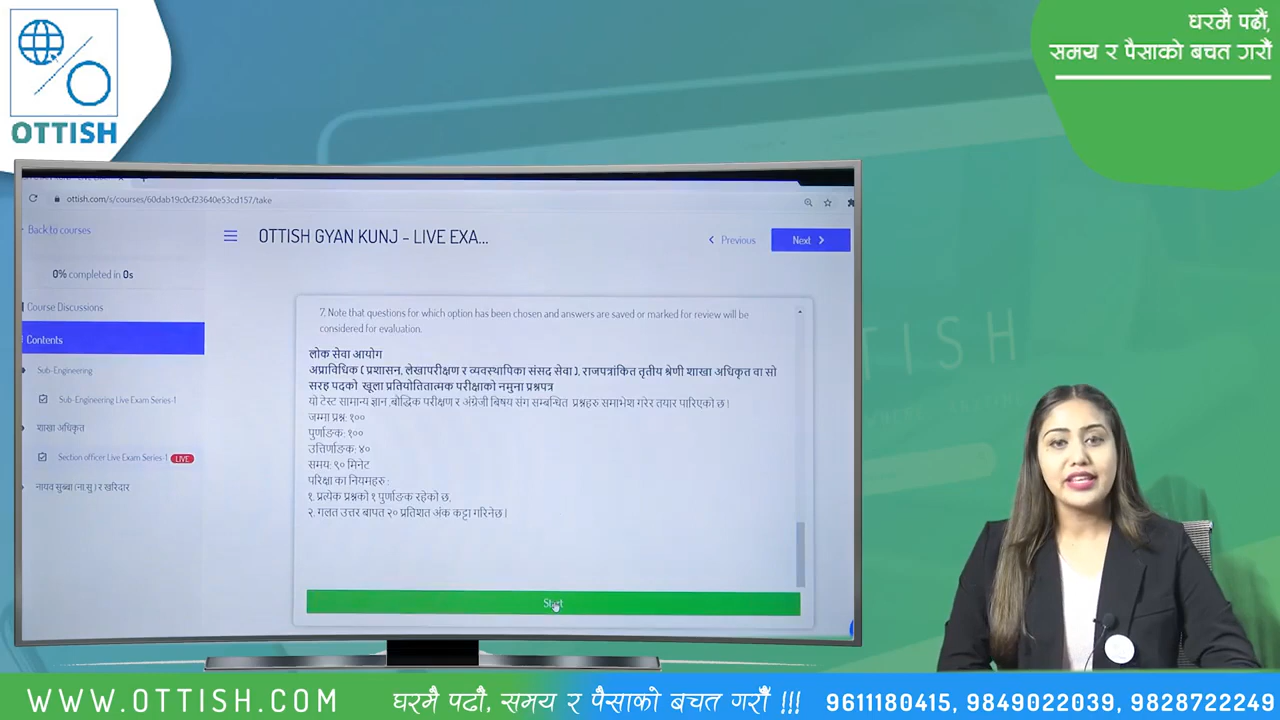 OTTISH
घरमै पढौं,
समय र पैसाको बचत गरौं
ottish.com/s/courses/60dab19c0cf23640e53cd157/take
Back to courses
OTTISH GYAN KUNJ - LIVE EXA...
Previous
Next
0% completed in 0s
Course Discussions
Contents
Sub-Engineering
Sub-Engineering Live Exam Series-1
शाखा अधिकृत
Section officer Live Exam Series-1 LIVE
नायव सुब्बा (ना.सु) र खरिदार
7. Note that questions for which option has been chosen and answers are saved or marked for review will be
considered for evaluation.
लोक सेवा आयोग
अप्राविधिक ( प्रशासन, लेखापरीक्षण र व्यवस्थापिका संसद सेवा ), राजपत्रांकित तृतीय श्रेणी शाखा अधिकृत वा सो
सरह पदको खूला प्रतियोतितात्मक परीक्षाको नमुना प्रश्नपत्र
यो टेस्ट सामान्य ज्ञान ,बौद्धिक परीक्षण र अंग्रेजी बिषय संग सम्बन्धित प्रश्नहरु समाभेश गरेर तयार पारिएको छ ।
जम्मा प्रश्न: १००
पुर्णाङक: १००
उत्तिर्णाङक: ४०
समय: ९० मिनेट
परिक्षा का नियमहरु :
१. प्रत्येक प्रश्नको १ पुर्णाङक रहेको छ,
२. गलत उत्तर बापत २० प्रतिशत अंक कट्टा गरिनेछ ।
Start
TISH
WWW.OTTISH.COM
घरमै पढौं, समय र पैसाको बचत गरौं !!!
9611180415, 9849022039, 9828722249